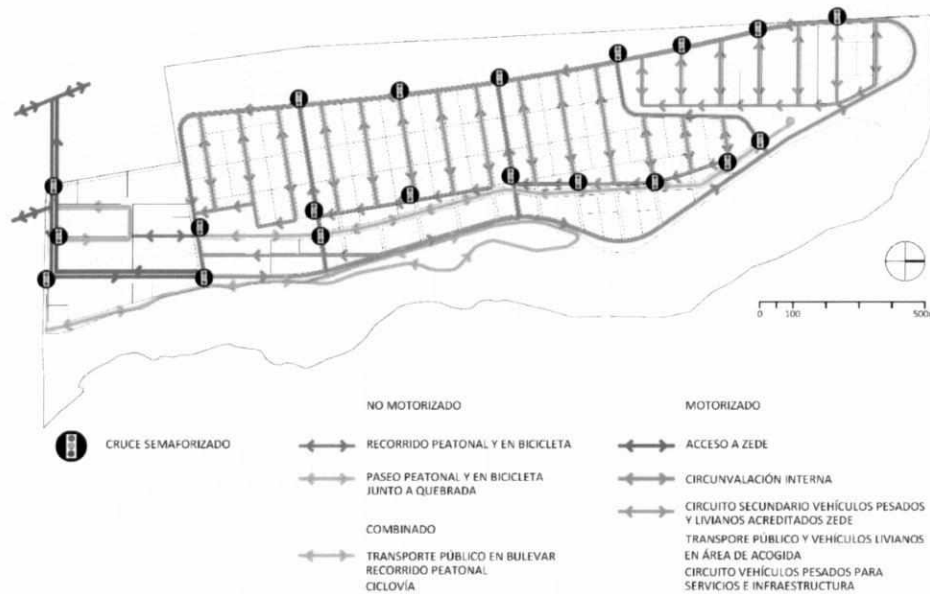 0 100 500
NO MOTORIZADO
MOTORIZADO
CRUCE SEMAFORIZADO
RECORRIDO PEATONAL Y EN BICICLETA
ACCESO A ZEDE
PASEO PEATONAL Y EN BICICLETA
JUNTO A QUEBRADA
CIRCUNVALACIÓN INTERNA
CIRCUITO SECUNDARIO VEHÍCULOS PESADOS
Y LIVIANOS ACREDITADOS ZEDE
COMBINADO
TRANSPORTE PÚBLICO EN BULEVAR
RECORRIDO PEATONAL
CICLOVÍA
TRANSPORE PÚBLICO Y VEHÍCULOS LIVIANOS
EN ÁREA DE ACOGIDA
CIRCUITO VEHÍCULOS PESADOS PARA
SERVICIOS E INFRAESTRUCTURA